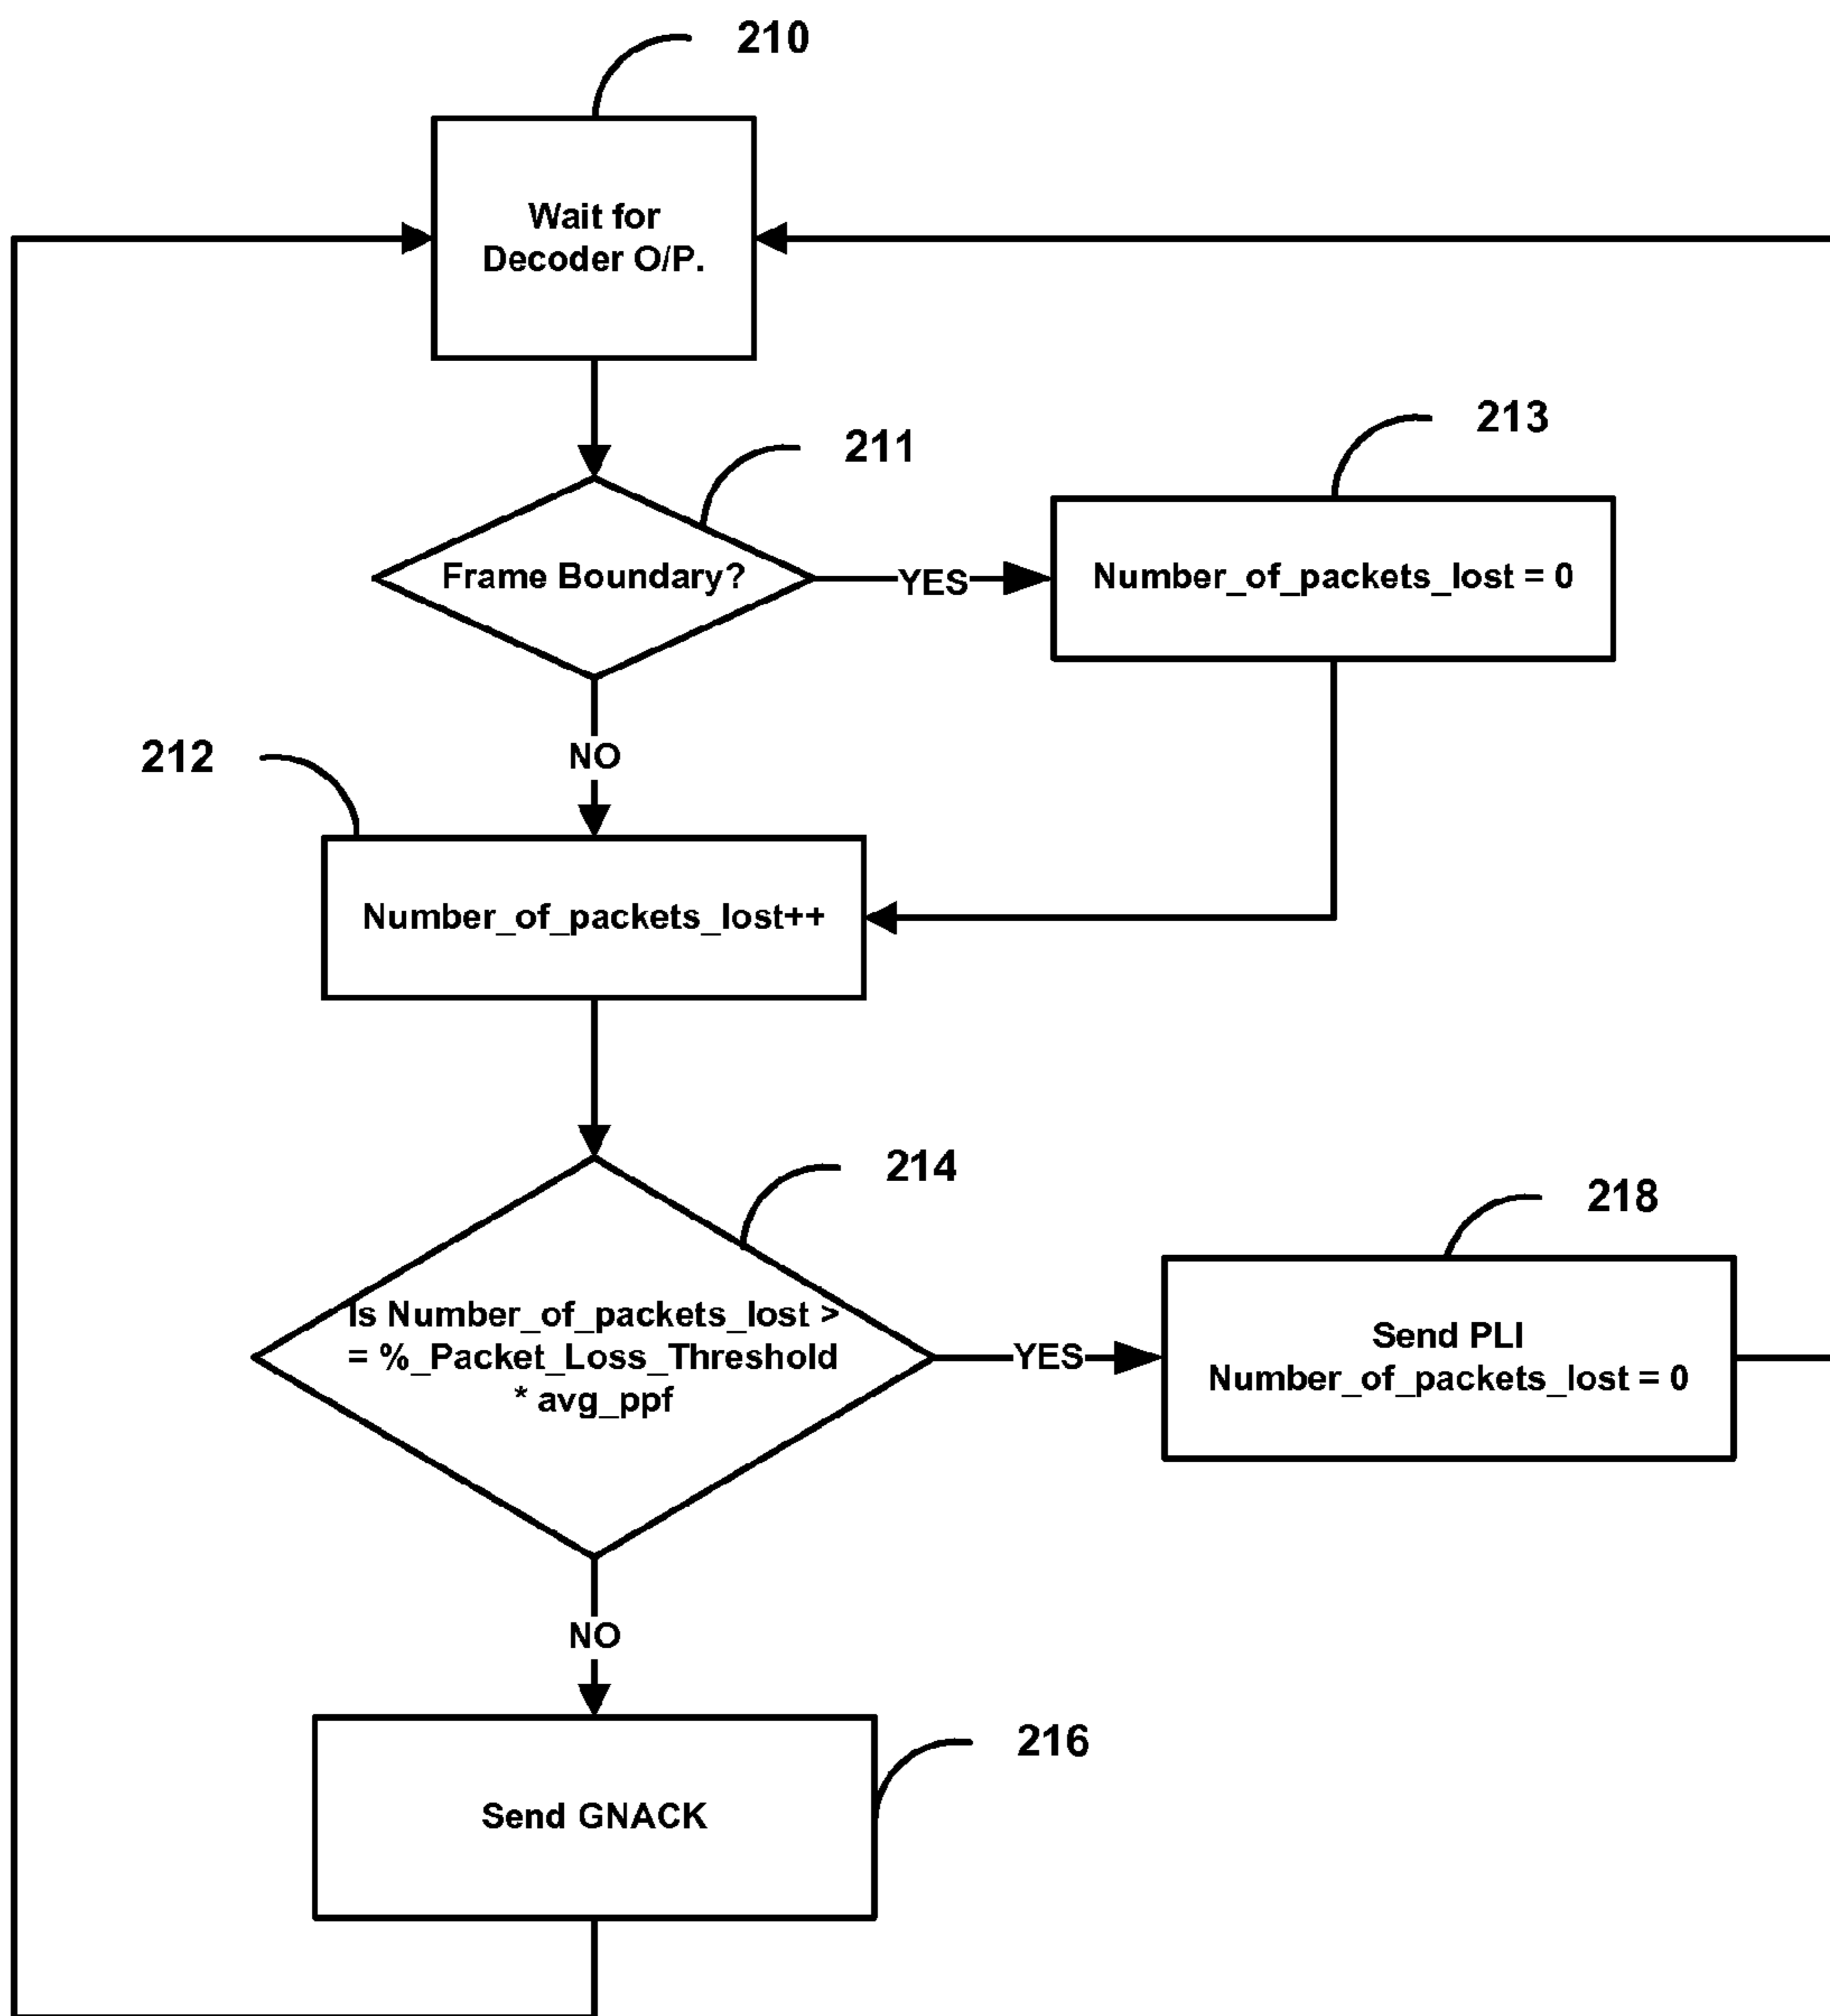 210
Wait for
Decoder O/P.
211
Frame Boundary?
YES
213
Number_of_packets_lost = 0
NO
212
Number_of_packets_lost++
214
Is Number_of_packets_lost >
= %_Packet_Loss_Threshold
* avg_ppf
YES
218
Send PLI
Number_of_packets_lost = 0
NO
216
Send GNACK